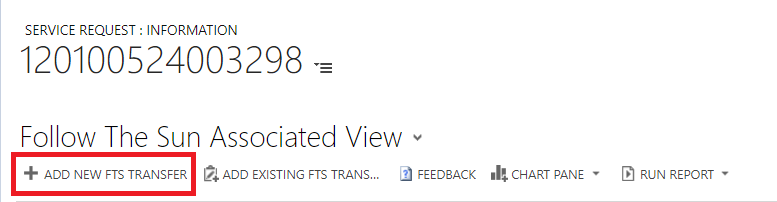 SERVICE REQUEST : INFORMATION
120100524003298
Follow The Sun Associated View
ADD NEW FTS TRANSFER ADD EXISTING FTS TRANS... FEEDBACK CHART PANE RUN REPORT